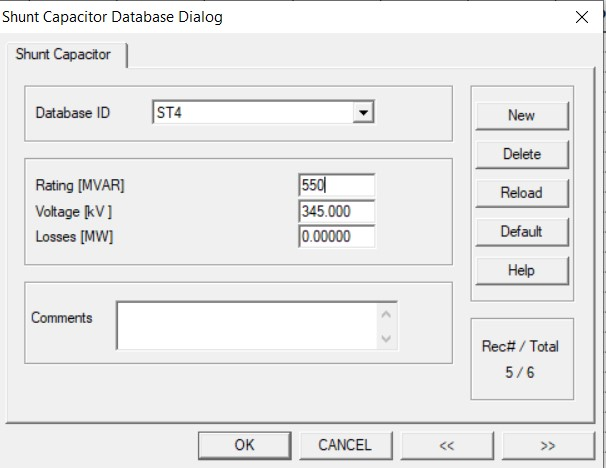 Shunt Capacitor Database Dialog
Shunt Capacitor
Database ID ST4
New
Delete
Reload
Default
Help
Rating [MVAR] 550
Voltage [kV ] 345.000
Losses [MW] 0.00000
Comments
Rec# / Total
5 / 6
OK CANCEL << >>